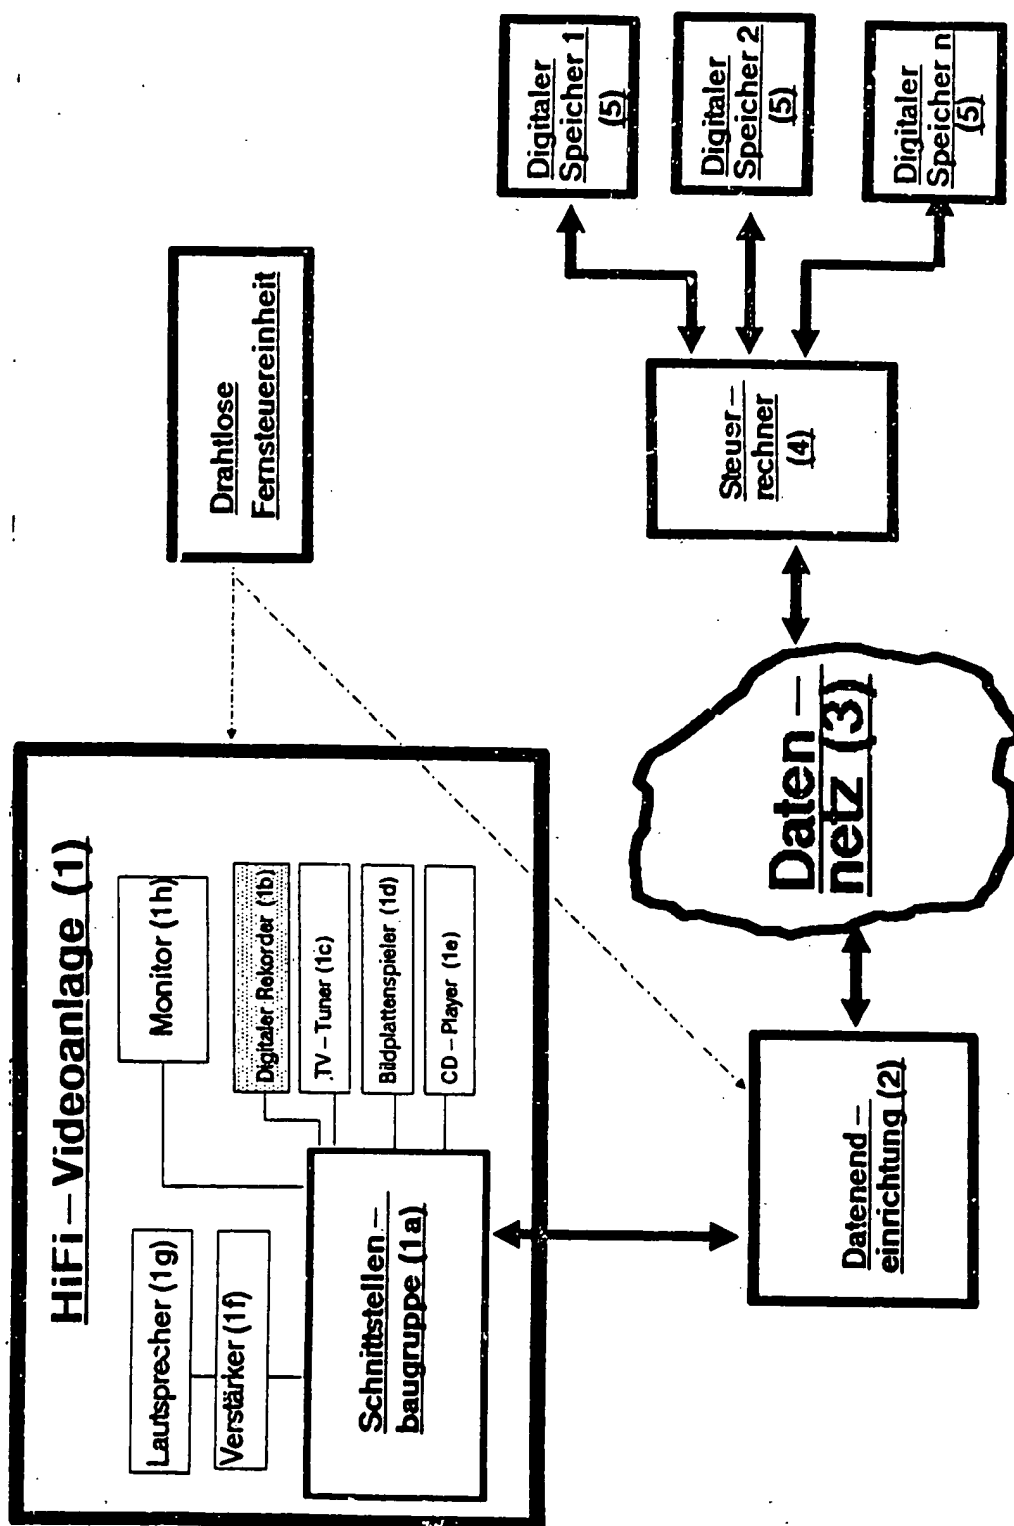 HiFi–Videoanlage (1)
Lautsprecher (1g)
Verstärker (1f)
Monitor (1h)
Digitaler Rekorder (1b)
TV–Tuner (1c)
Bildplattenspieler (1d)
CD–Player (1e)
Schnittstellen–
baugruppe (1a)
Drahtlose
Fernsteuereinheit
Datenend–
einrichtung (2)
Daten–
netz (3)
Steuer–
rechner
(4)
Digitaler
Speicher 1
(5)
Digitaler
Speicher 2
(5)
Digitaler
Speicher n
(5)